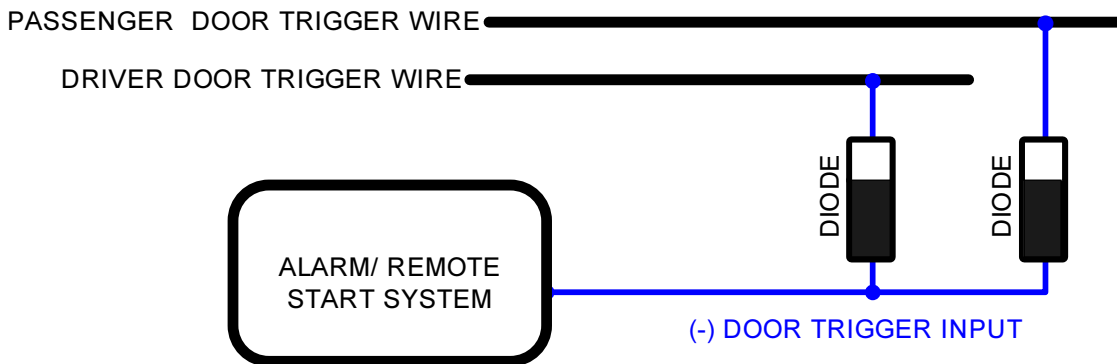 PASSENGER DOOR TRIGGER WIRE
DRIVER DOOR TRIGGER WIRE
DIODE
DIODE
ALARM/ REMOTE
START SYSTEM
(-) DOOR TRIGGER INPUT